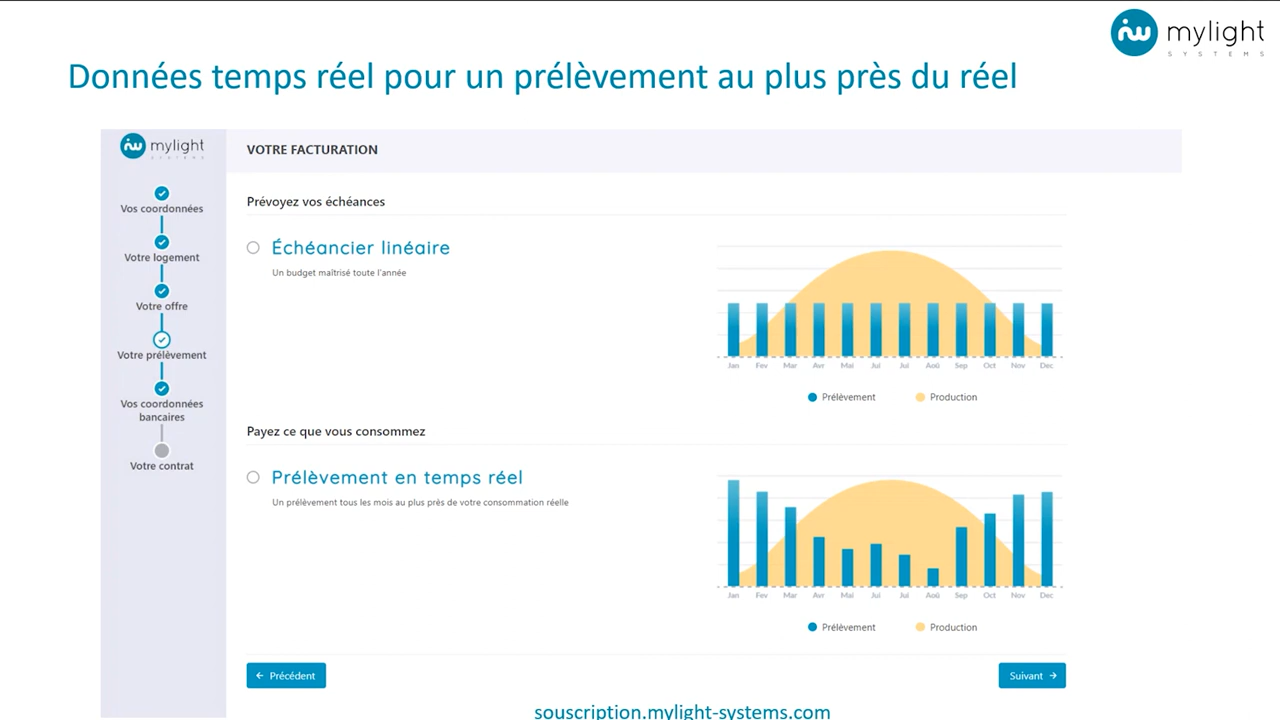 mylight
SYSTEMS
Données temps réel pour un prélèvement au plus près du réel
mylight
SYSTEMS
Vos coordonnées
Votre logement
Votre offre
Votre prélèvement
Vos coordonnées
bancaires
Votre contrat
VOTRE FACTURATION
Prévoyez vos échéances
Échéancier linéaire
Un budget maîtrisé toute l'année
Jan Fev Mar Avr Mai Jui Jul Aoû Sep Oct Nov Dec
Prélèvement Production
Payez ce que vous consommez
Prélèvement en temps réel
Un prélèvement tous les mois au plus près de votre consommation réelle
Jan Fev Mar Avr Mai Jui Jul Aoû Sep Oct Nov Dec
Prélèvement Production
← Précédent
Suivant →
souscription.mylight-systems.com